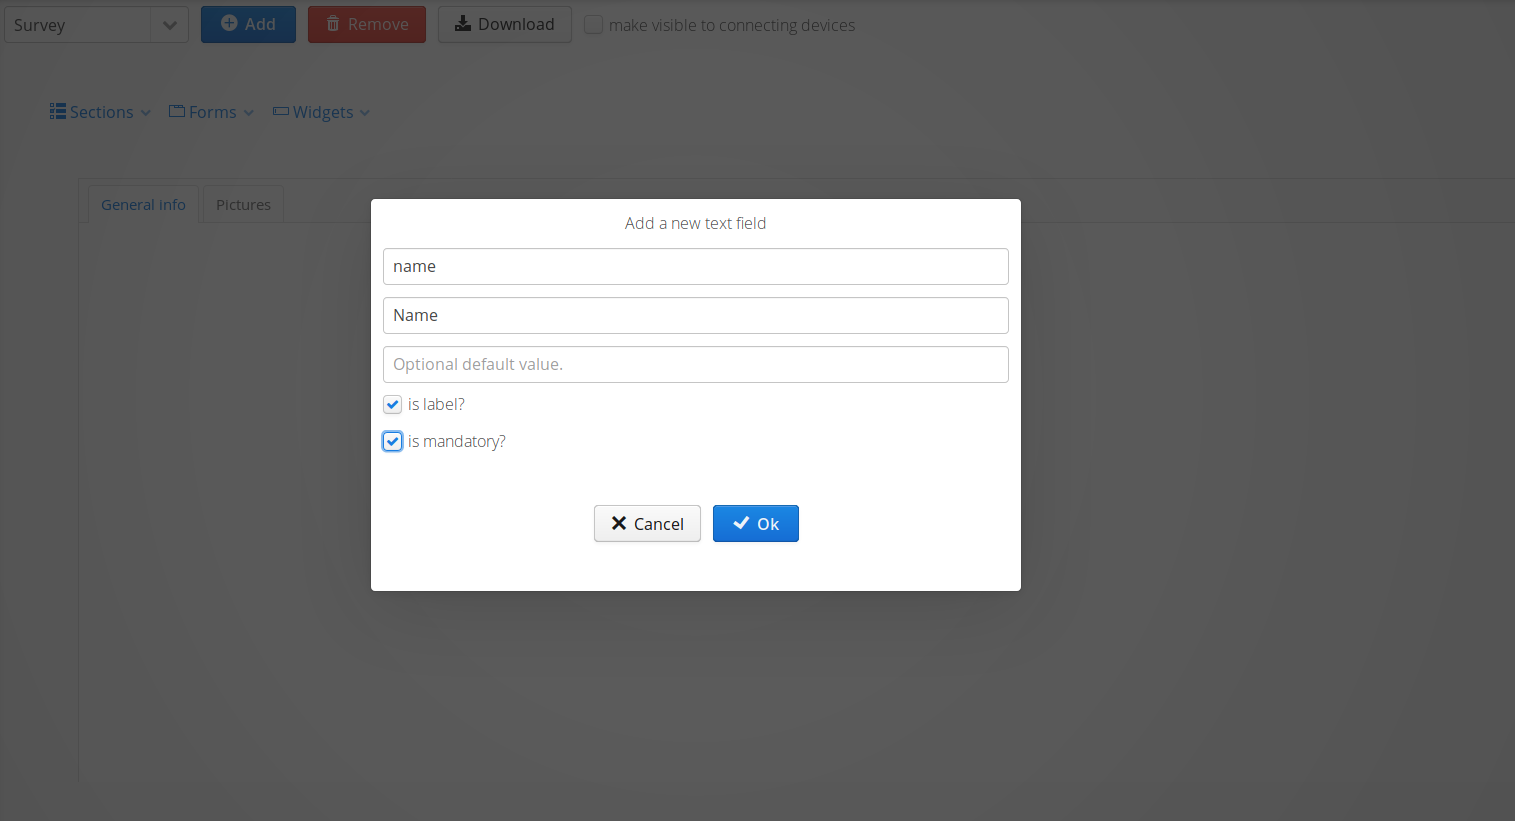 Survey Add Remove Download make visible to connecting devices
Sections Forms Widgets
General info Pictures
Add a new text field
name
Name
Optional default value.
is label?
is mandatory?
Cancel Ok